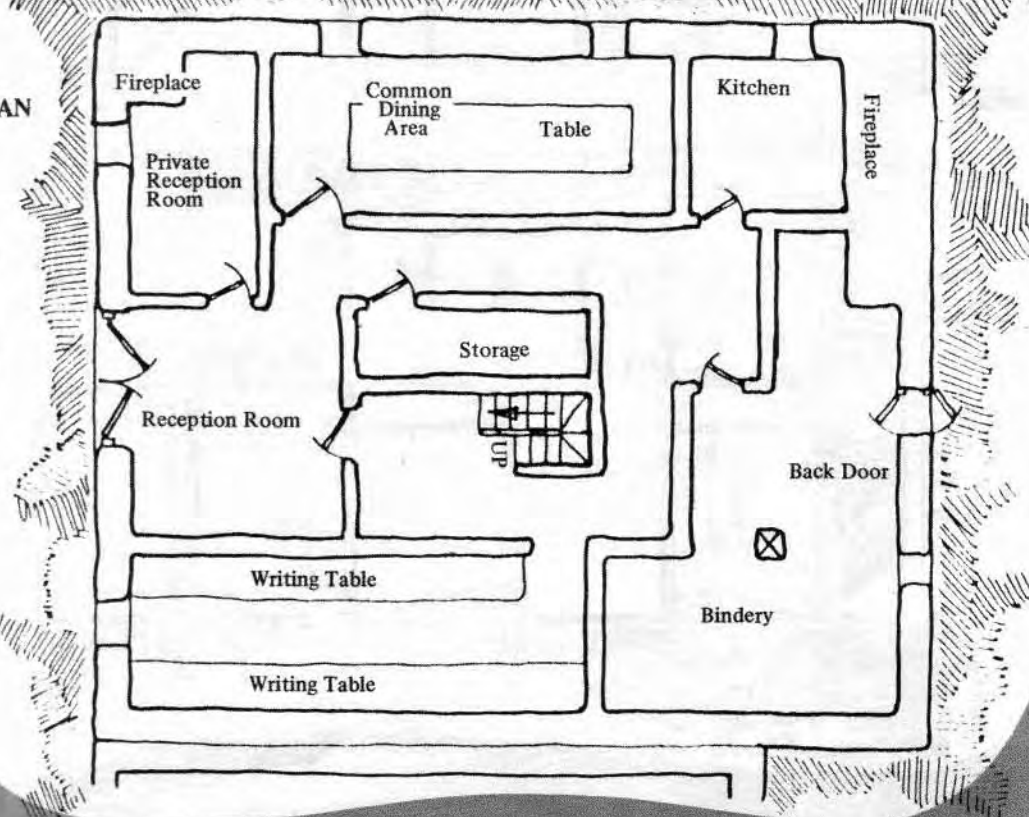 AN
Fireplace
Common
Dining
Area
Table
Kitchen
Fireplace
Private
Reception
Room
Storage
Reception Room
UP
Back Door
Writing Table
Bindery
Writing Table